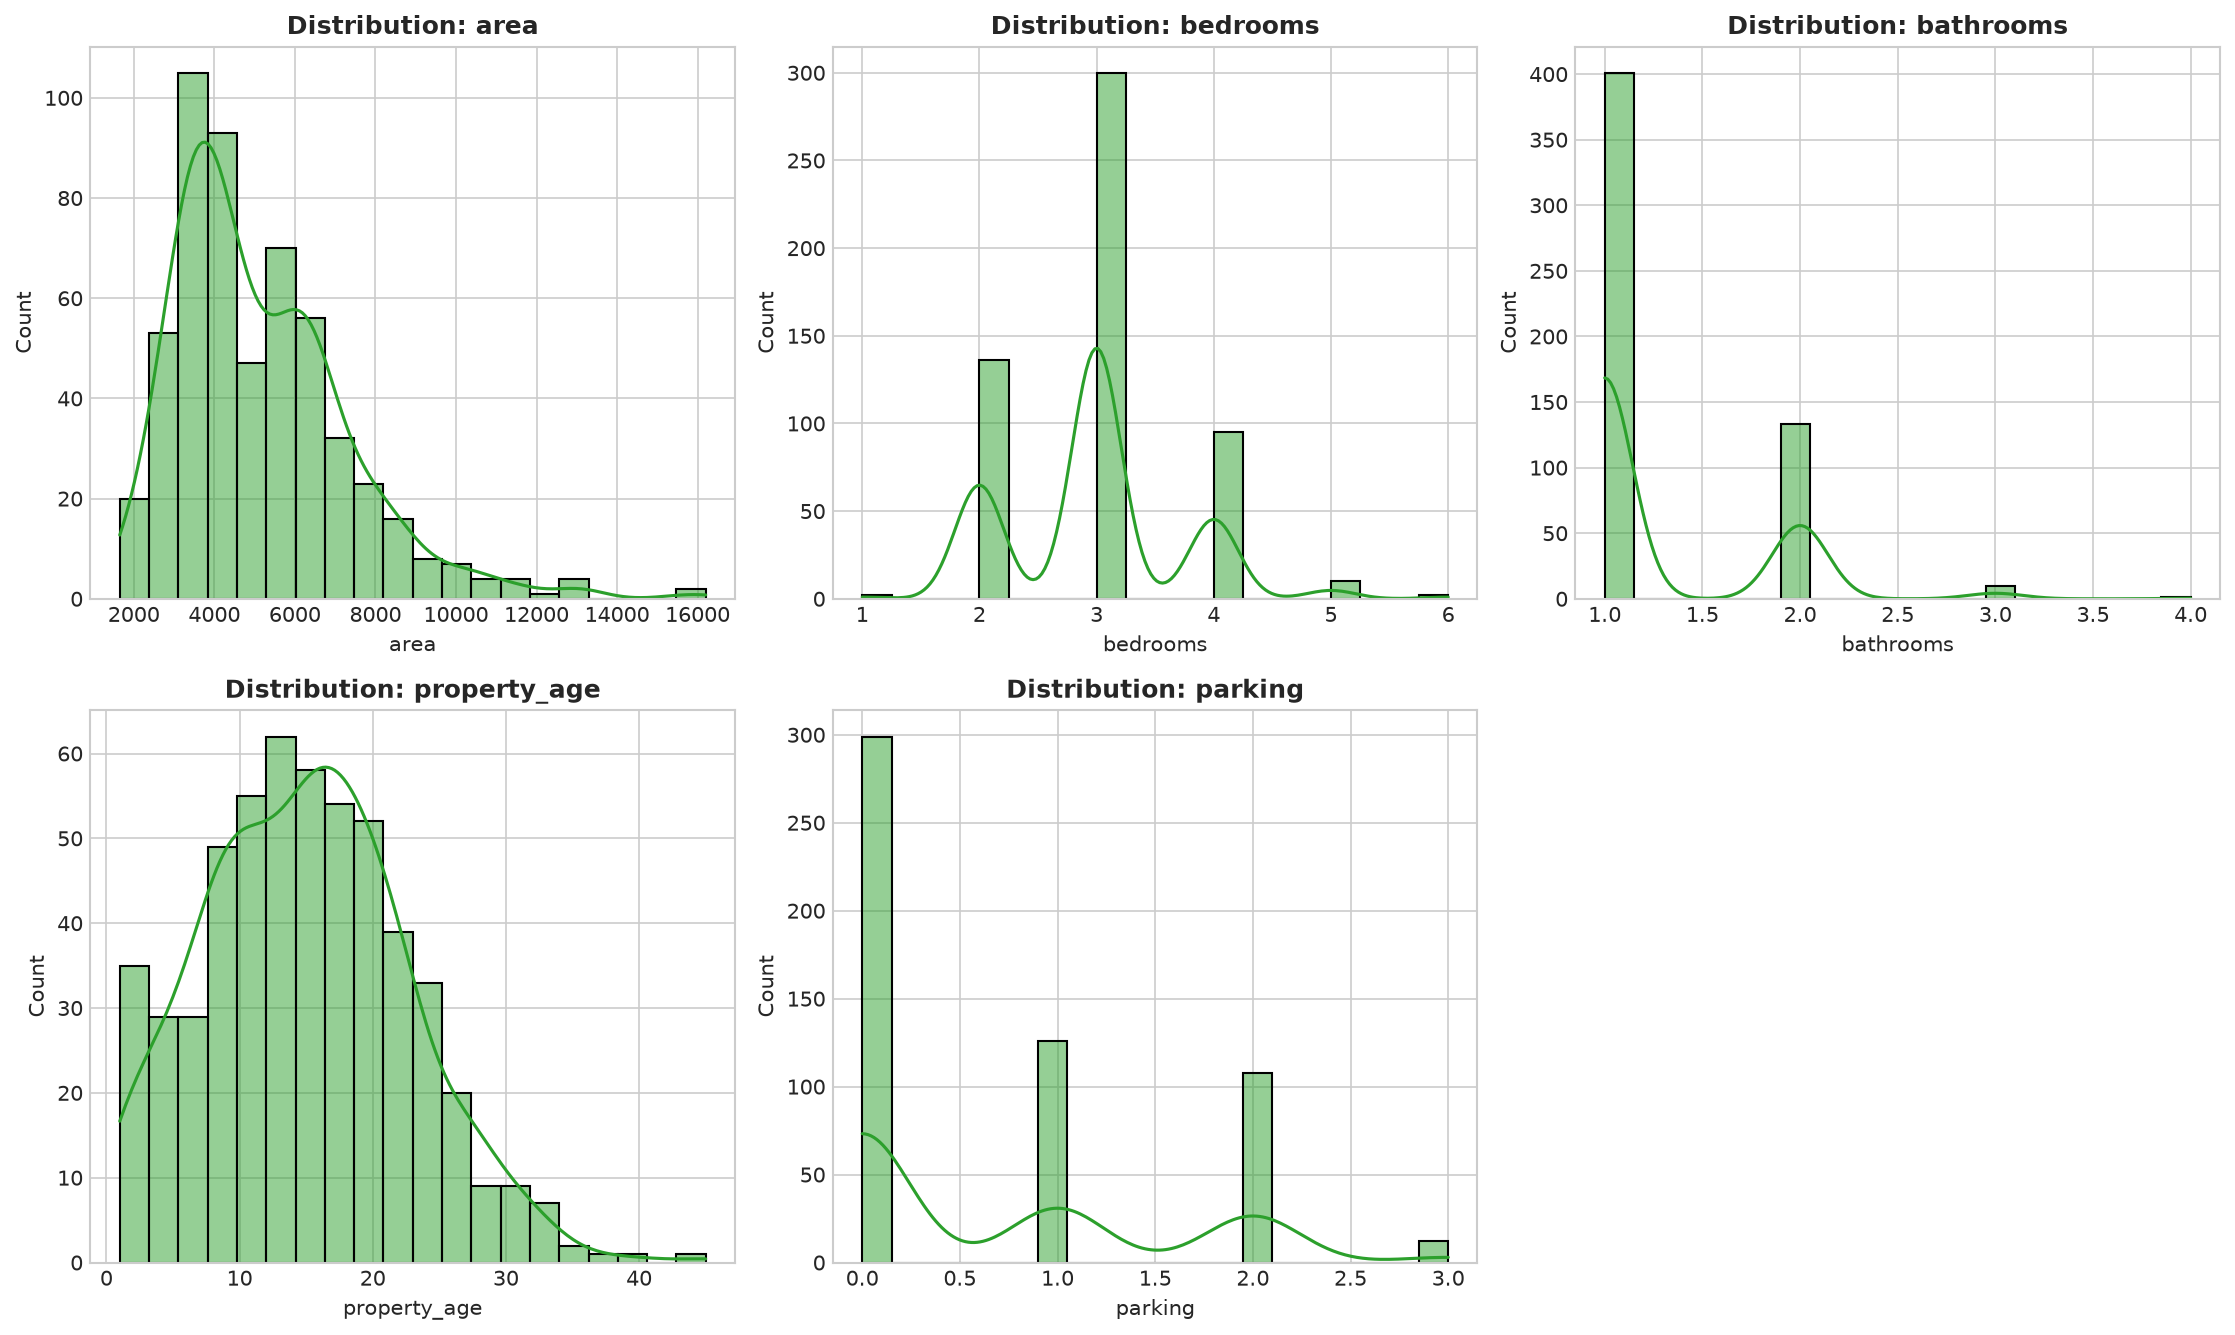 Distribution: area
100
80
60
40
20
0
Count
2000 4000 6000 8000 10000 12000 14000 16000
area
Distribution: bedrooms
300
250
200
150
100
50
0
Count
1 2 3 4 5 6
bedrooms
Distribution: bathrooms
400
350
300
250
200
150
100
50
0
Count
1.0 1.5 2.0 2.5 3.0 3.5 4.0
bathrooms
Distribution: property_age
60
50
40
30
20
10
0
Count
0 10 20 30 40
property_age
Distribution: parking
300
250
200
150
100
50
0
Count
0.0 0.5 1.0 1.5 2.0 2.5 3.0
parking